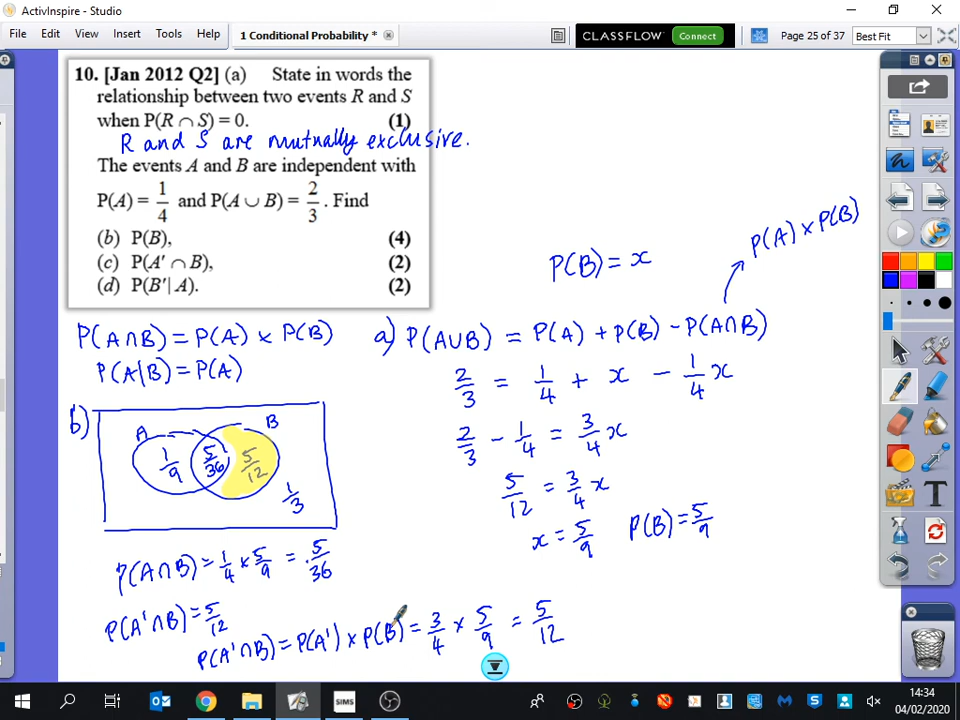 ActivInspire - Studio
File Edit View Insert Tools Help
1 Conditional Probability *
CLASSFLOW Connect
Page 25 of 37
Best Fit
10. [Jan 2012 Q2] (a) State in words the
relationship between two events R and S
when P(R ∩ S) = 0. (1)
R and S are mutually exclusive.
The events A and B are independent with
P(A) = 1/4 and P(A ∪ B) = 2/3. Find
(b) P(B), (4)
(c) P(A′ ∩ B), (2)
(d) P(B′| A). (2)
P(B) = x
P(A) × P(B)
P(A∩B) = P(A) × P(B)
P(A|B) = P(A)
a) P(A∪B) = P(A) + P(B) - P(A∩B)
2/3 = 1/4 + x - 1/4 x
2/3 - 1/4 = 3/4 x
5/12 = 3/4 x
x = 5/9 P(B) = 5/9
b)
A B
1/9 5/36 5/12
1/3
P(A∩B) = 1/4 × 5/9 = 5/36
P(A'∩B) = 5/12
P(A'∩B) = P(A') × P(B) = 3/4 × 5/9 = 5/12
SIMS
14:34
04/02/2020